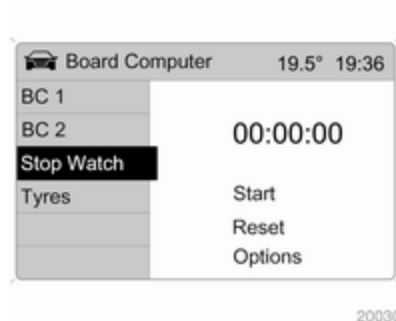 Board Computer 19.5° 19:36
BC 1
BC 2
Stop Watch
Tyres
00:00:00
Start
Reset
Options